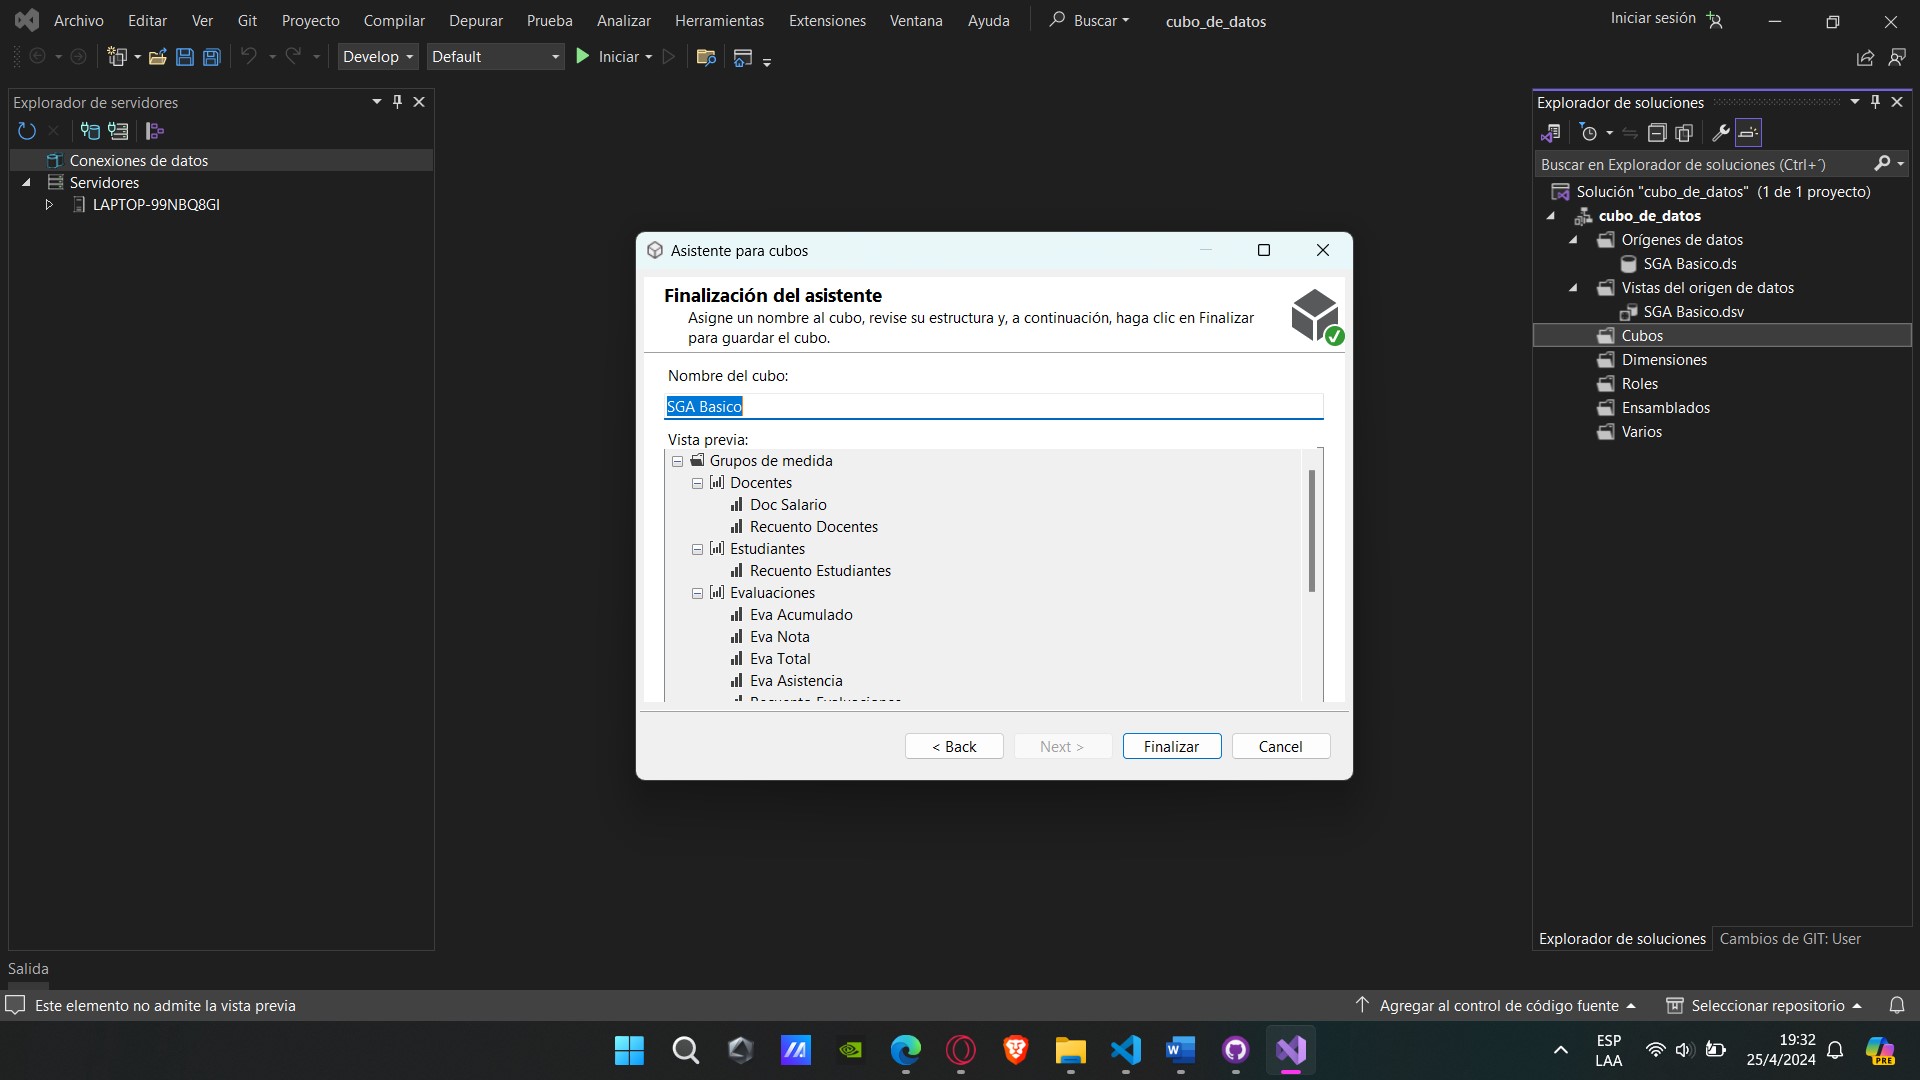 Archivo Editar Ver Git Proyecto Compilar Depurar Prueba Analizar Herramientas Extensiones Ventana Ayuda Buscar cubo_de_datos Iniciar sesión
Develop Default Iniciar
Explorador de servidores
Conexiones de datos
Servidores
LAPTOP-99NBQ8GI
Asistente para cubos
Finalización del asistente
Asigne un nombre al cubo, revise su estructura y, a continuación, haga clic en Finalizar
para guardar el cubo.
Nombre del cubo:
SGA Basico
Vista previa:
Grupos de medida
Docentes
Doc Salario
Recuento Docentes
Estudiantes
Recuento Estudiantes
Evaluaciones
Eva Acumulado
Eva Nota
Eva Total
Eva Asistencia
Recuento Evaluaciones
< Back Next > Finalizar Cancel
Explorador de soluciones
Buscar en Explorador de soluciones (Ctrl+´)
Solución "cubo_de_datos" (1 de 1 proyecto)
cubo_de_datos
Orígenes de datos
SGA Basico.ds
Vistas del origen de datos
SGA Basico.dsv
Cubos
Dimensiones
Roles
Ensamblados
Varios
Explorador de soluciones Cambios de GIT: User
Salida
Este elemento no admite la vista previa Agregar al control de código fuente Seleccionar repositorio
ESP
LAA
19:32
25/4/2024
PRE